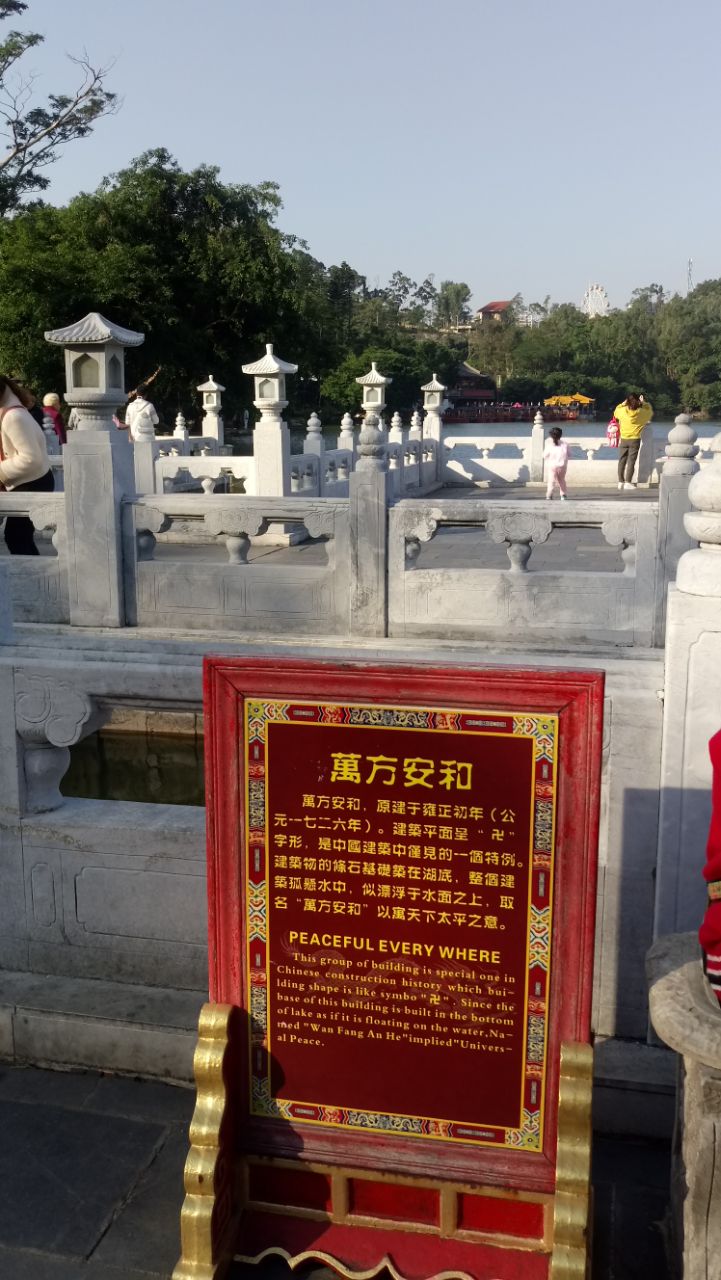 萬方安和
萬方安和，原建于雍正初年（公
元一七二六年）。建築平面呈“卍”
字形，是中國建築中僅見的一個特例。
建築物的條石基礎築在湖底，整個建
築孤懸水中，似漂浮于水面之上，取
名“萬方安和”以寓天下太平之意。
PEACEFUL EVERY WHERE
This group of building is special one in
Chinese construction history which bui-
lding shape is like symbo "卍". Since the
base of this building is built in the bottom
of lake as if it is floating on the water.Na-
med "Wan Fang An He"implied"Univers-
al Peace.